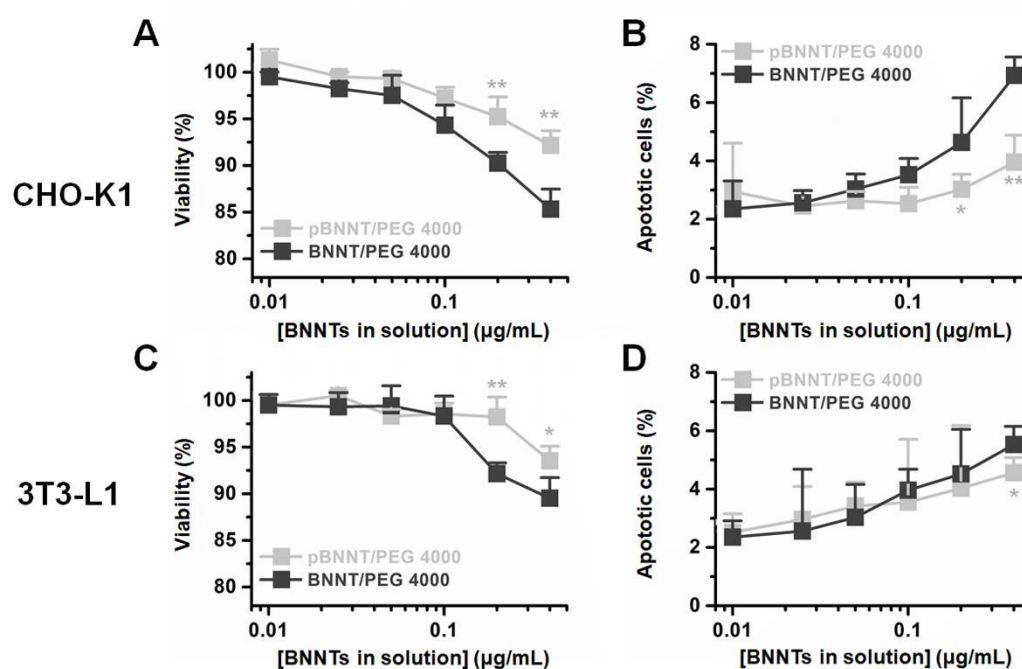 A
Viability (%)
100
95
90
85
80
** **
pBNNT/PEG 4000
BNNT/PEG 4000
0.01 0.1
[BNNTs in solution] (µg/mL)
B
Apototic cells (%)
8
6
4
2
0
pBNNT/PEG 4000
BNNT/PEG 4000
* **
0.01 0.1
[BNNTs in solution] (µg/mL)
CHO-K1
C
Viability (%)
100
95
90
85
80
** *
pBNNT/PEG 4000
BNNT/PEG 4000
0.01 0.1
[BNNTs in solution] (µg/mL)
D
Apototic cells (%)
8
6
4
2
0
pBNNT/PEG 4000
BNNT/PEG 4000
*
0.01 0.1
[BNNTs in solution] (µg/mL)
3T3-L1